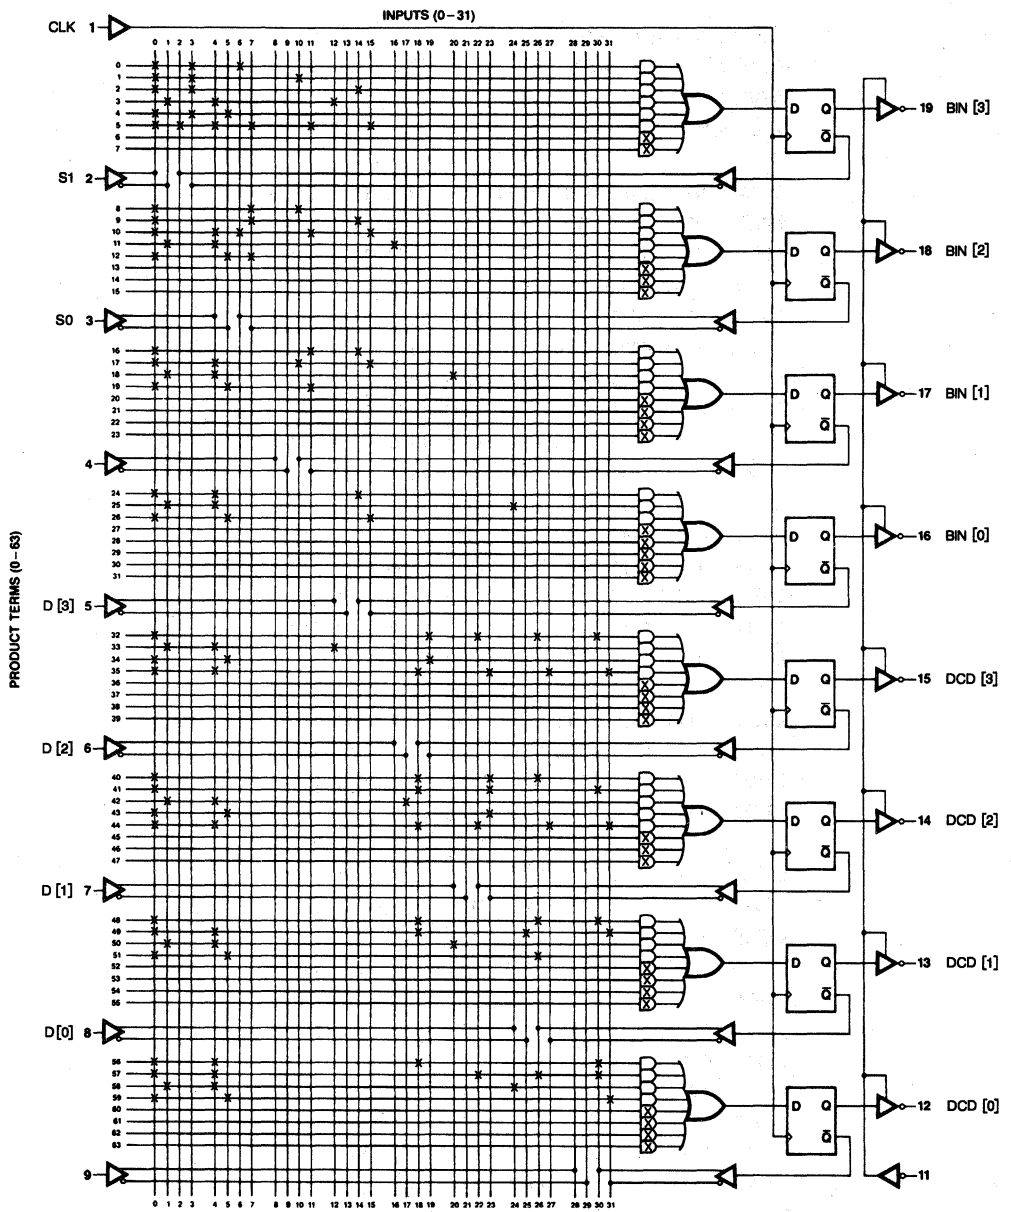 INPUTS (0–31)
CLK 1
0 1 2 3 4 5 6 7 8 9 10 11 12 13 14 15 16 17 18 19 20 21 22 23 24 25 26 27 28 29 30 31
0
1
2
3
4
5
6
7
D Q
Q̅
19 BIN [3]
S1 2
8
9
10
11
12
13
14
15
D Q
Q̅
18 BIN [2]
S0 3
16
17
18
19
20
21
22
23
D Q
Q̅
17 BIN [1]
4
24
25
26
27
28
29
30
31
D Q
Q̅
16 BIN [0]
PRODUCT TERMS (0–63)
D [3] 5
32
33
34
35
36
37
38
39
D Q
Q̅
15 DCD [3]
D [2] 6
40
41
42
43
44
45
46
47
D Q
Q̅
14 DCD [2]
D [1] 7
48
49
50
51
52
53
54
55
D Q
Q̅
13 DCD [1]
D [0] 8
56
57
58
59
60
61
62
63
D Q
Q̅
12 DCD [0]
9
11
0 1 2 3 4 5 6 7 8 9 10 11 12 13 14 15 16 17 18 19 20 21 22 23 24 25 26 27 28 29 30 31